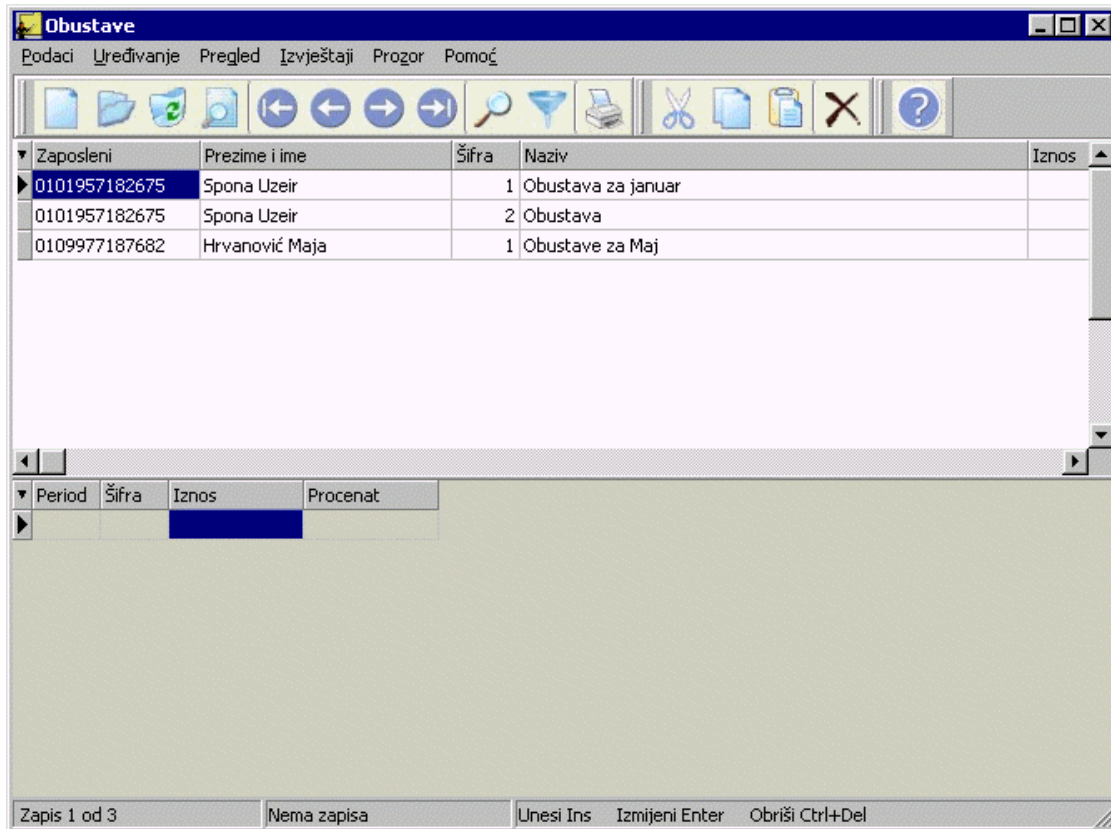 Obustave
Podaci Uređivanje Pregled Izvještaji Prozor Pomoć
Zaposleni Prezime i ime Šifra Naziv Iznos
0101957182675 Spona Uzeir 1 Obustava za januar
0101957182675 Spona Uzeir 2 Obustava
0109977187682 Hrvanović Maja 1 Obustave za Maj
Period Šifra Iznos Procenat
Zapis 1 od 3 Nema zapisa Unesi Ins Izmijeni Enter Obriši Ctrl+Del